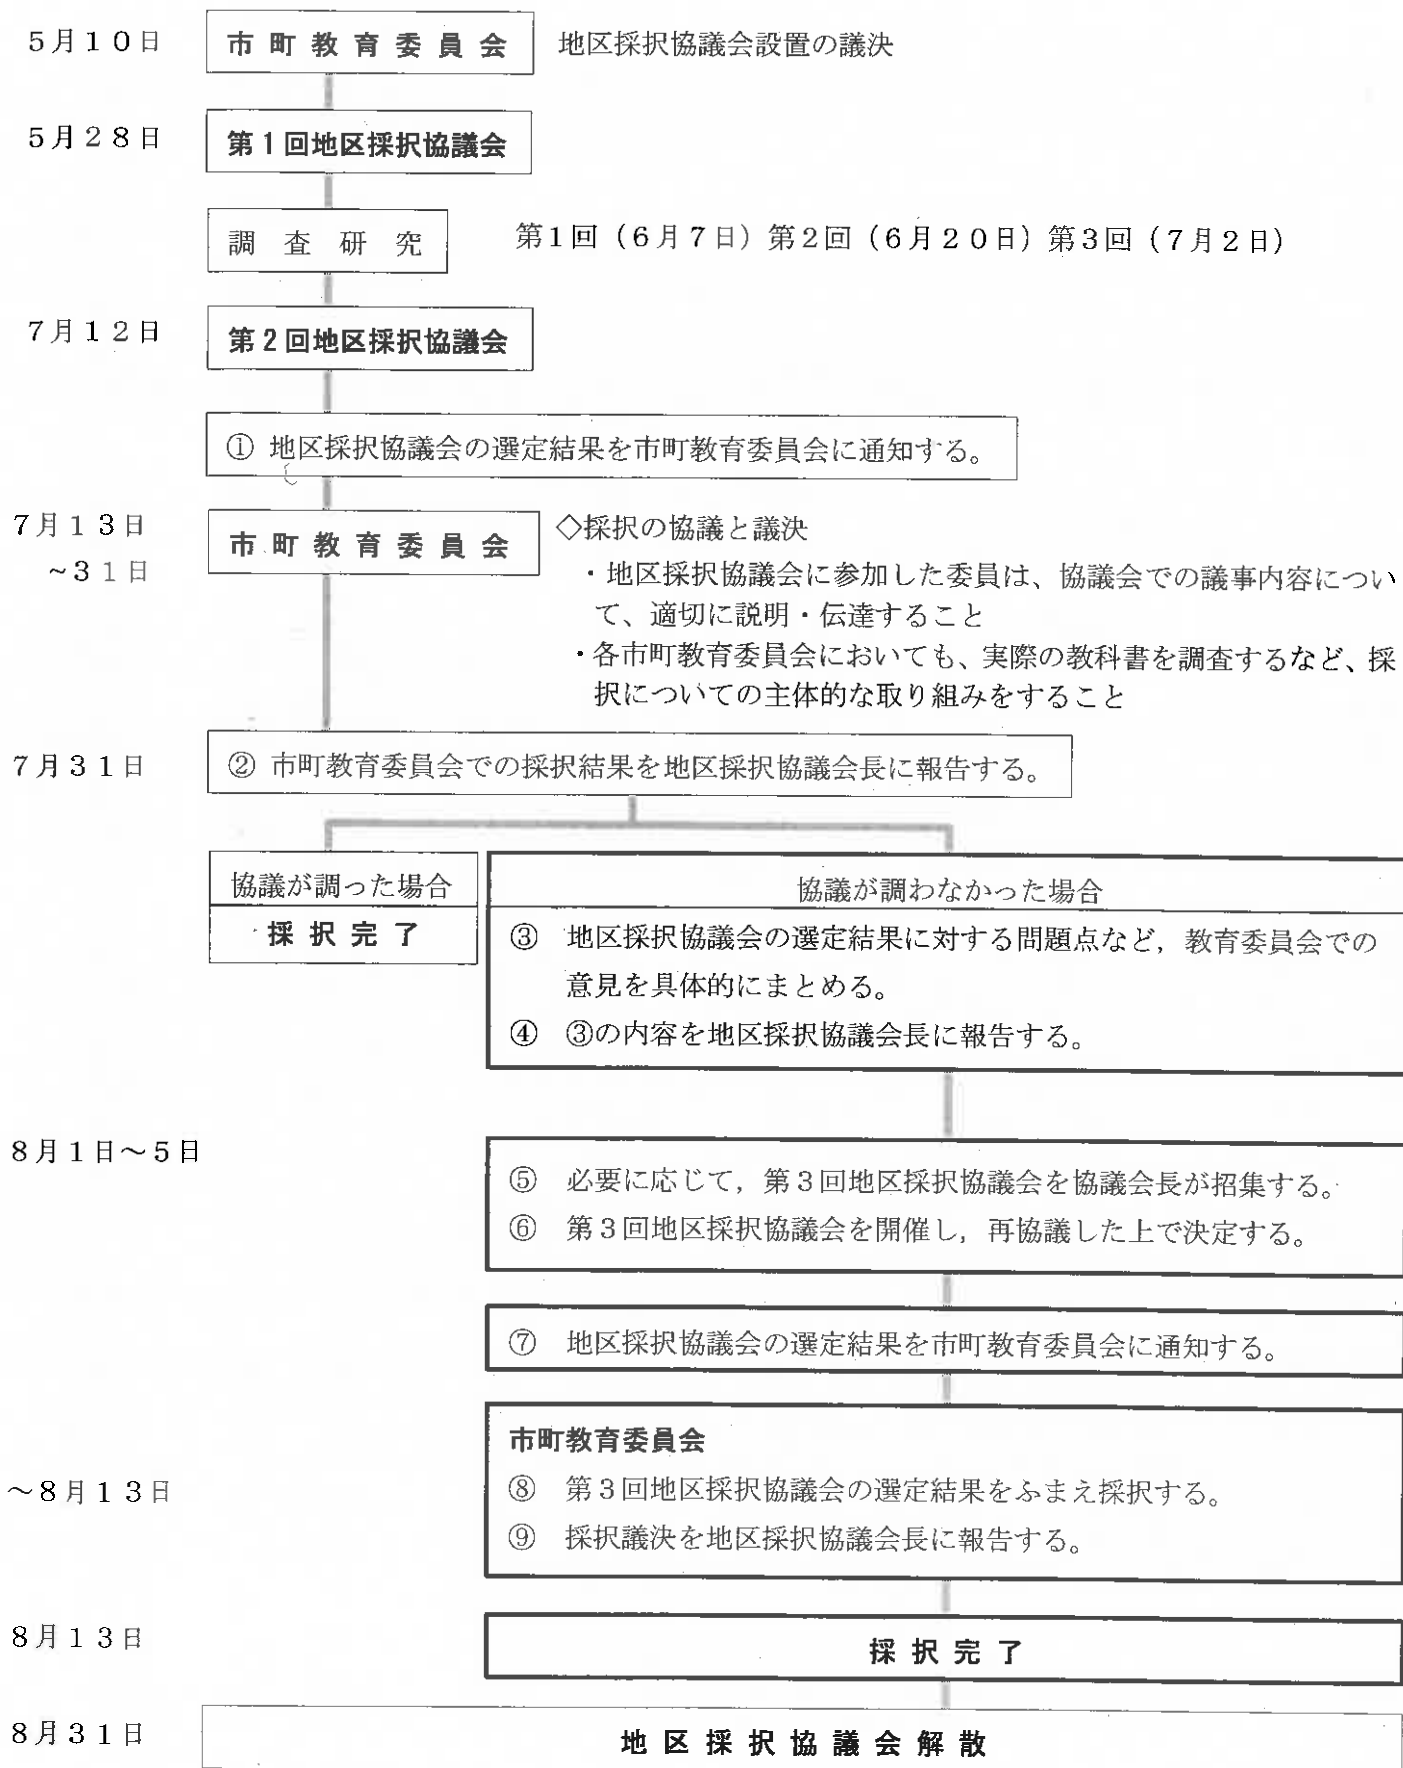 5月10日 市町教育委員会 地区採択協議会設置の議決
5月28日 第1回地区採択協議会
調査研究 第1回(6月7日)第2回(6月20日)第3回(7月2日)
7月12日 第2回地区採択協議会
① 地区採択協議会の選定結果を市町教育委員会に通知する。
7月13日
~31日
市町教育委員会
◇採択の協議と議決
・地区採択協議会に参加した委員は、協議会での議事内容につい
て、適切に説明・伝達すること
・各市町教育委員会においても、実際の教科書を調査するなど、採
択についての主体的な取り組みをすること
7月31日 ② 市町教育委員会での採択結果を地区採択協議会長に報告する。
協議が調った場合
採択完了
協議が調わなかった場合
③ 地区採択協議会の選定結果に対する問題点など,教育委員会での
意見を具体的にまとめる。
④ ③の内容を地区採択協議会長に報告する。
8月1日~5日
⑤ 必要に応じて,第3回地区採択協議会を協議会長が招集する。
⑥ 第3回地区採択協議会を開催し,再協議した上で決定する。
⑦ 地区採択協議会の選定結果を市町教育委員会に通知する。
市町教育委員会
~8月13日 ⑧ 第3回地区採択協議会の選定結果をふまえ採択する。
⑨ 採択議決を地区採択協議会長に報告する。
8月13日 採択完了
8月31日 地区採択協議会解散